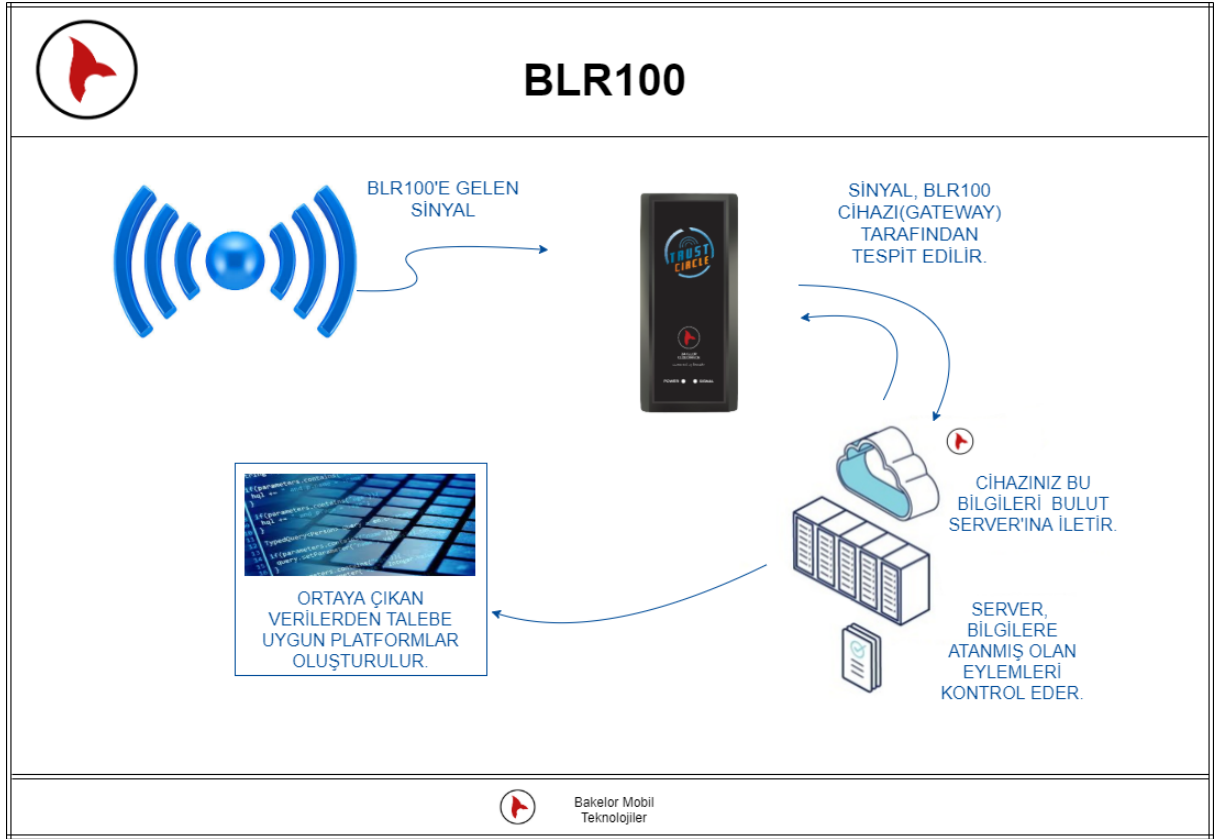 BLR100
BLR100'E GELEN
SİNYAL
SİNYAL, BLR100
CİHAZI(GATEWAY)
TARAFINDAN
TESPİT EDİLİR.
TRUST
CIRCLE
POWER
SIGNAL
CİHAZINIZ BU
BİLGİLERİ BULUT
SERVER'INA İLETİR.
SERVER,
BİLGİLERE
ATANMIŞ OLAN
EYLEMLERİ
KONTROL EDER.
ORTAYA ÇIKAN
VERİLERDEN TALEBE
UYGUN PLATFORMLAR
OLUŞTURULUR.
Bakelor Mobil
Teknolojiler